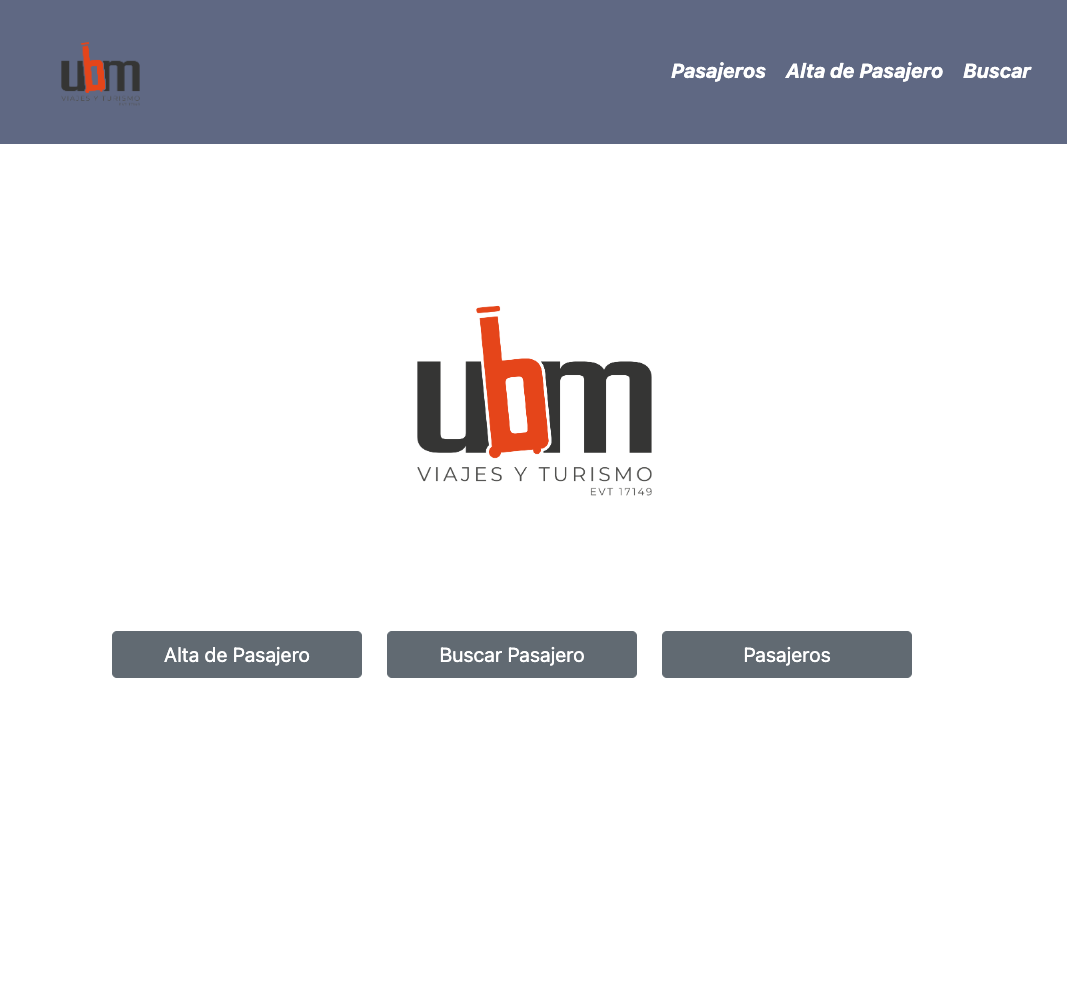 ubm
VIAJES Y TURISMO
Pasajeros Alta de Pasajero Buscar
ubm
VIAJES Y TURISMO
EVT 17149
Alta de Pasajero Buscar Pasajero Pasajeros